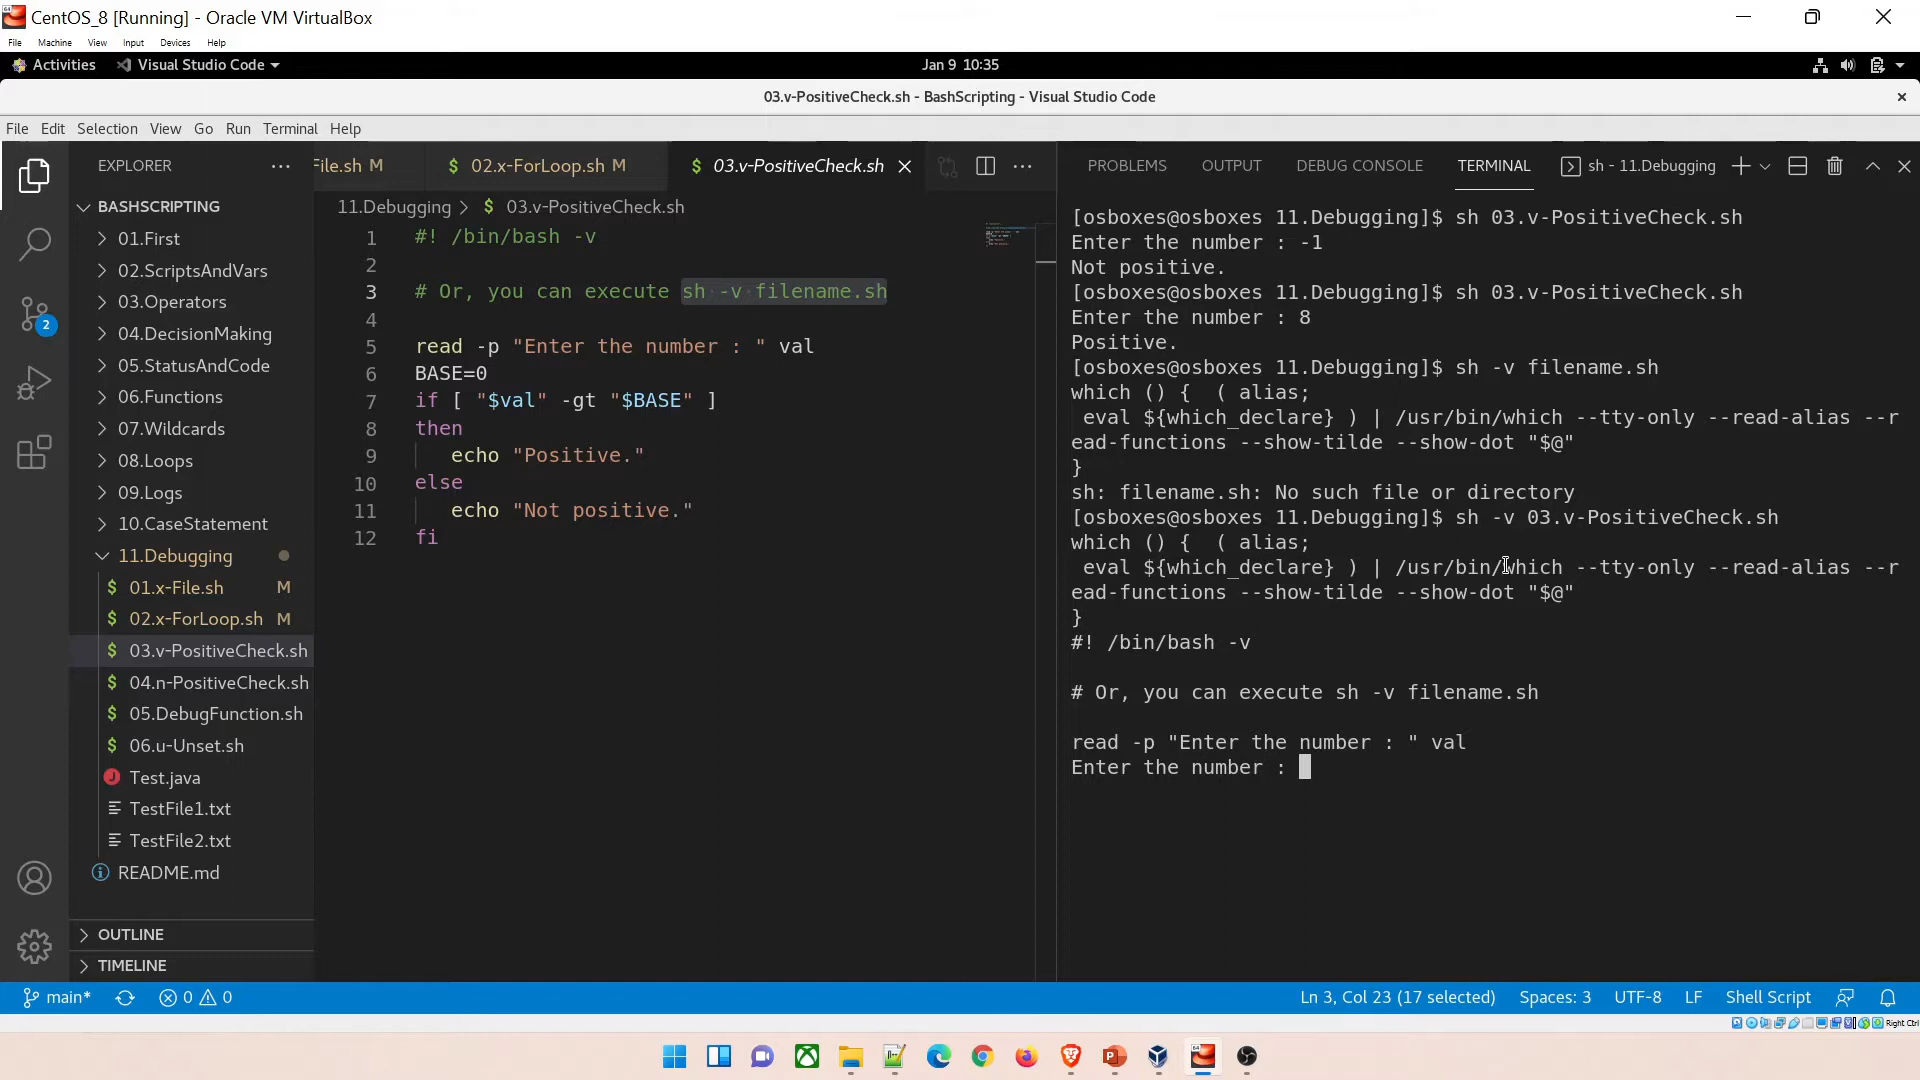 CentOS_8 [Running] - Oracle VM VirtualBox
File Machine View Input Devices Help
Activities Visual Studio Code Jan 9 10:35
03.v-PositiveCheck.sh - BashScripting - Visual Studio Code
File Edit Selection View Go Run Terminal Help
EXPLORER
BASHSCRIPTING
01.First
02.ScriptsAndVars
03.Operators
04.DecisionMaking
05.StatusAndCode
06.Functions
07.Wildcards
08.Loops
09.Logs
10.CaseStatement
11.Debugging
$ 01.x-File.sh M
$ 02.x-ForLoop.sh M
$ 03.v-PositiveCheck.sh
$ 04.n-PositiveCheck.sh
$ 05.DebugFunction.sh
$ 06.u-Unset.sh
J Test.java
TestFile1.txt
TestFile2.txt
README.md
OUTLINE
TIMELINE
2
File.sh M $ 02.x-ForLoop.sh M $ 03.v-PositiveCheck.sh
11.Debugging > $ 03.v-PositiveCheck.sh
1 #! /bin/bash -v
2
3 # Or, you can execute sh -v filename.sh
4
5 read -p "Enter the number : " val
6 BASE=0
7 if [ "$val" -gt "$BASE" ]
8 then
9 echo "Positive."
10 else
11 echo "Not positive."
12 fi
PROBLEMS OUTPUT DEBUG CONSOLE TERMINAL sh - 11.Debugging
[osboxes@osboxes 11.Debugging]$ sh 03.v-PositiveCheck.sh
Enter the number : -1
Not positive.
[osboxes@osboxes 11.Debugging]$ sh 03.v-PositiveCheck.sh
Enter the number : 8
Positive.
[osboxes@osboxes 11.Debugging]$ sh -v filename.sh
which () { ( alias;
eval ${which_declare} ) | /usr/bin/which --tty-only --read-alias --r
ead-functions --show-tilde --show-dot "$@"
}
sh: filename.sh: No such file or directory
[osboxes@osboxes 11.Debugging]$ sh -v 03.v-PositiveCheck.sh
which () { ( alias;
eval ${which_declare} ) | /usr/bin/which --tty-only --read-alias --r
ead-functions --show-tilde --show-dot "$@"
}
#! /bin/bash -v
# Or, you can execute sh -v filename.sh
read -p "Enter the number : " val
Enter the number :
main* 0 0 Ln 3, Col 23 (17 selected) Spaces: 3 UTF-8 LF Shell Script
Right Ctrl